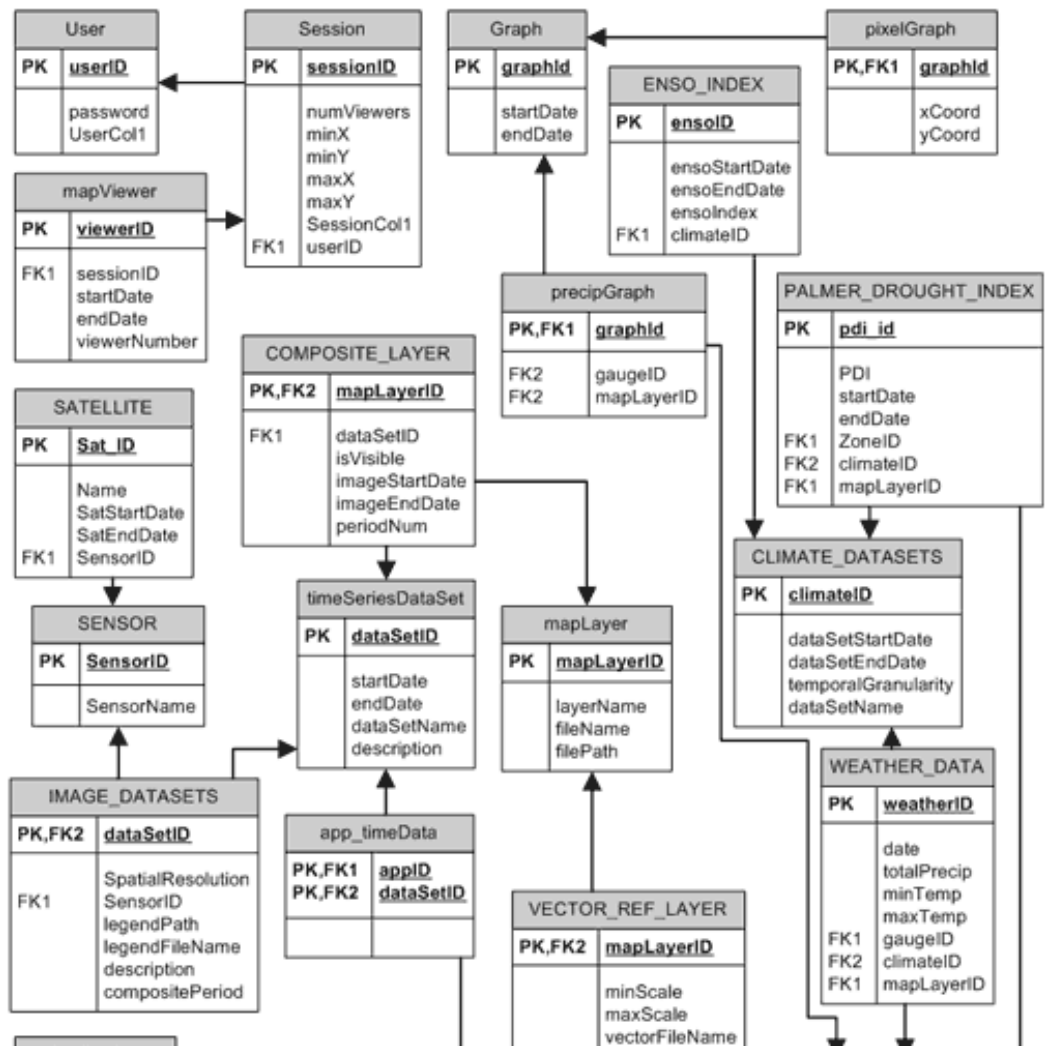 User
PK userID
password
UserCol1
Session
PK sessionID
numViewers
minX
minY
maxX
maxY
SessionCol1
FK1 userID
Graph
PK graphId
startDate
endDate
pixelGraph
PK,FK1 graphId
xCoord
yCoord
ENSO_INDEX
PK ensoID
ensoStartDate
ensoEndDate
ensoIndex
FK1 climateID
mapViewer
PK viewerID
FK1 sessionID
startDate
endDate
viewerNumber
precipGraph
PK,FK1 graphId
FK2 gaugeID
FK2 mapLayerID
PALMER_DROUGHT_INDEX
PK pdi_id
PDI
startDate
endDate
FK1 ZoneID
FK2 climateID
FK1 mapLayerID
COMPOSITE_LAYER
PK,FK2 mapLayerID
FK1 dataSetID
isVisible
imageStartDate
imageEndDate
periodNum
SATELLITE
PK Sat_ID
Name
SatStartDate
SatEndDate
FK1 SensorID
SENSOR
PK SensorID
SensorName
timeSeriesDataSet
PK dataSetID
startDate
endDate
dataSetName
description
mapLayer
PK mapLayerID
layerName
fileName
filePath
CLIMATE_DATASETS
PK climateID
dataSetStartDate
dataSetEndDate
temporalGranularity
dataSetName
IMAGE_DATASETS
PK,FK2 dataSetID
SpatialResolution
FK1 SensorID
legendPath
legendFileName
description
compositePeriod
app_timeData
PK,FK1 appID
PK,FK2 dataSetID
VECTOR_REF_LAYER
PK,FK2 mapLayerID
minScale
maxScale
vectorFileName
WEATHER_DATA
PK weatherID
date
totalPrecip
minTemp
maxTemp
FK1 gaugeID
FK2 climateID
FK1 mapLayerID